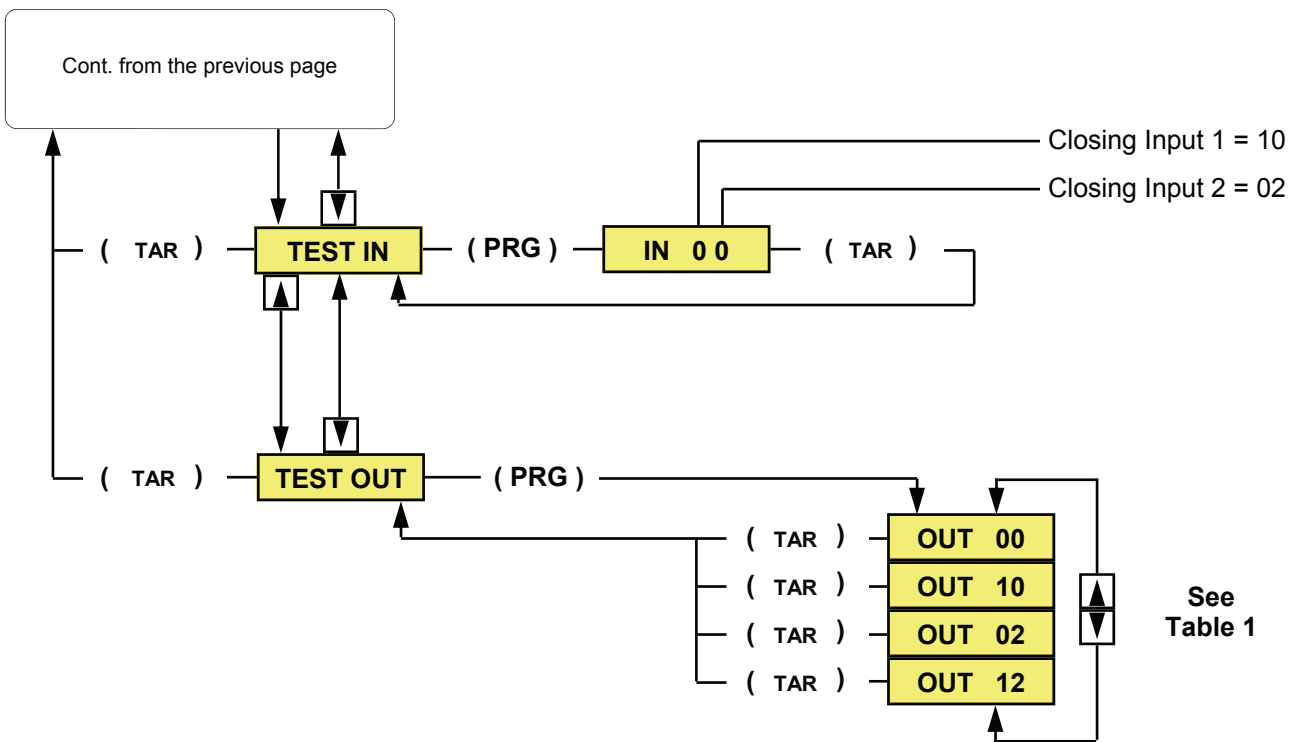 Cont. from the previous page
Closing Input 1 = 10
Closing Input 2 = 02
( TAR ) TEST IN ( PRG ) IN 0 0 ( TAR )
( TAR ) TEST OUT ( PRG )
( TAR ) OUT 00
( TAR ) OUT 10
( TAR ) OUT 02
( TAR ) OUT 12
See
Table 1